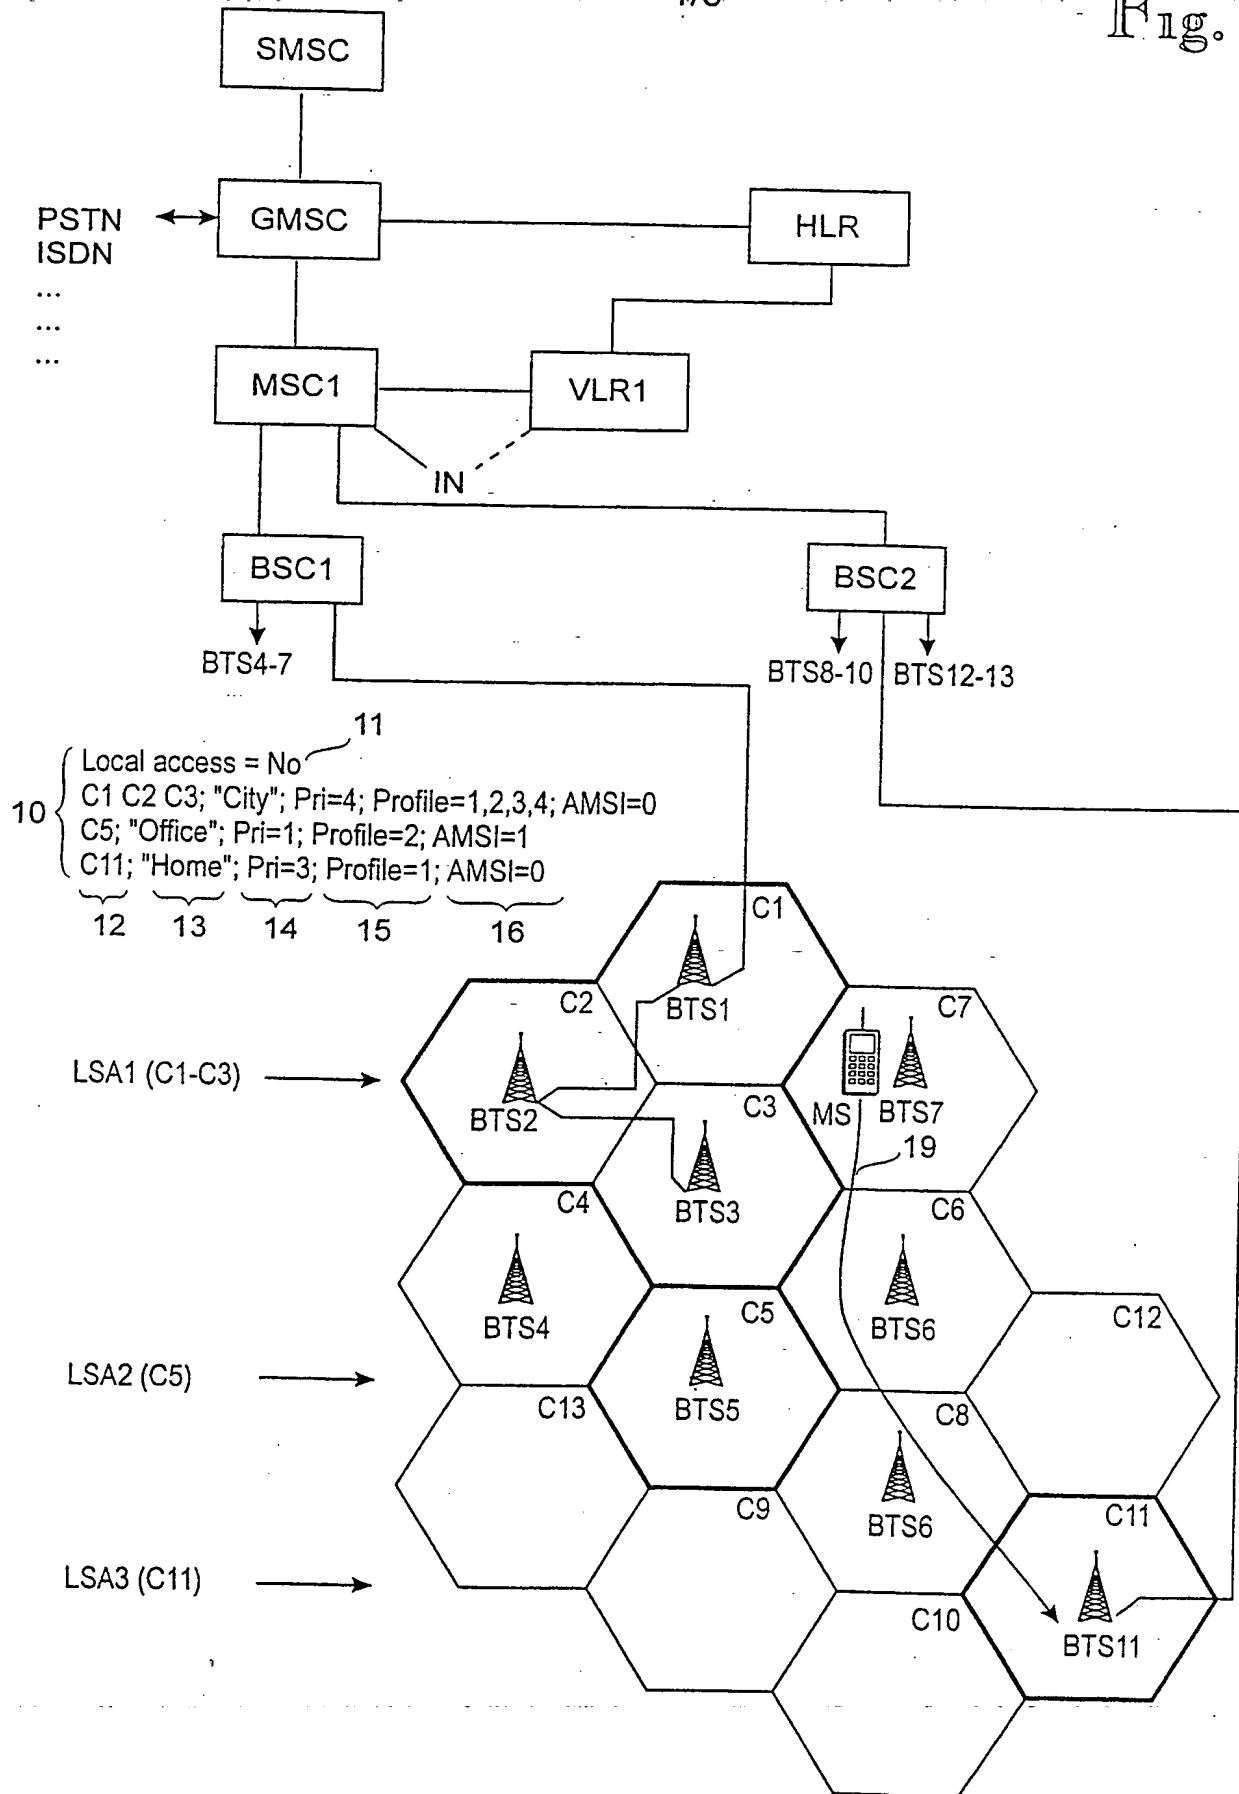 Fig.
SMSC
PSTN
GMSC
HLR
ISDN
...
...
...
MSC1
VLR1
IN
BSC1
BSC2
BTS4-7
BTS8-10
BTS12-13
11
10
Local access = No
C1 C2 C3; "City"; Pri=4; Profile=1,2,3,4; AMSI=0
C5; "Office"; Pri=1; Profile=2; AMSI=1
C11; "Home"; Pri=3; Profile=1; AMSI=0
12 13 14 15 16
C1
C2
BTS1
C7
LSA1 (C1-C3)
BTS2
C3
MS
BTS7
19
C4
BTS3
C6
BTS4
C5
BTS6
C12
LSA2 (C5)
C13
BTS5
C8
C9
BTS6
C11
LSA3 (C11)
C10
BTS11